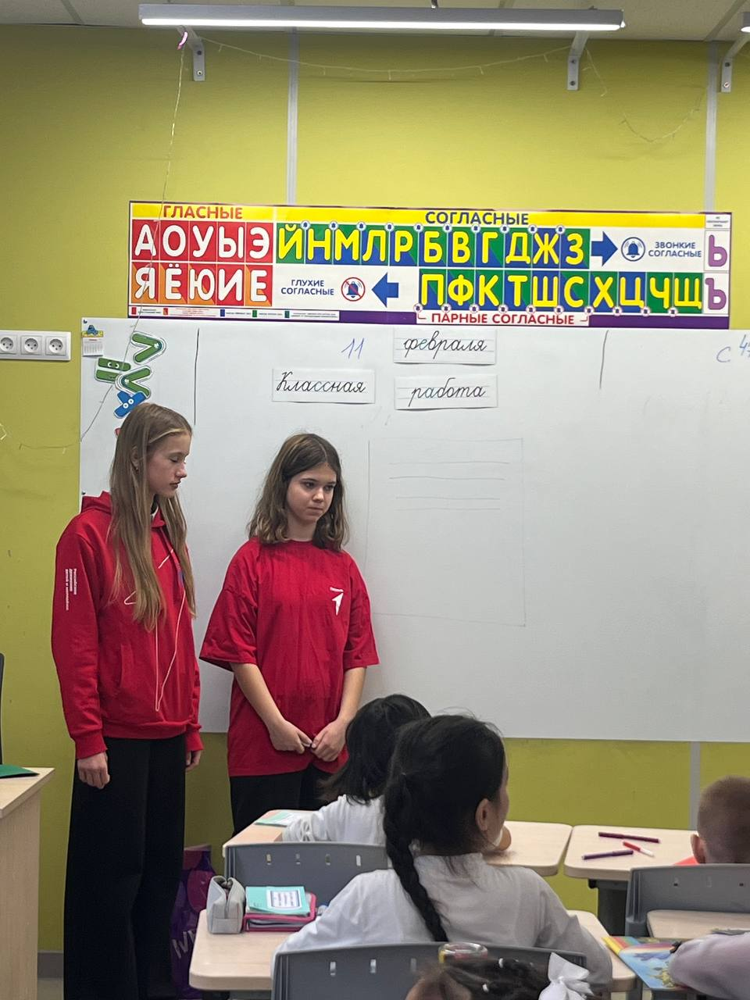 ГЛАСНЫЕ
СОГЛАСНЫЕ
АОУЫЭ
ЙНМЛРБВГДЖЗ
ЗВОНКИЕ
СОГЛАСНЫЕ
Ь
ЯЁЮИЕ
ГЛУХИЕ
СОГЛАСНЫЕ
ПФКТШСХЦЧЩ
Ъ
ПАРНЫЕ СОГЛАСНЫЕ
11 февраля
Классная работа
с